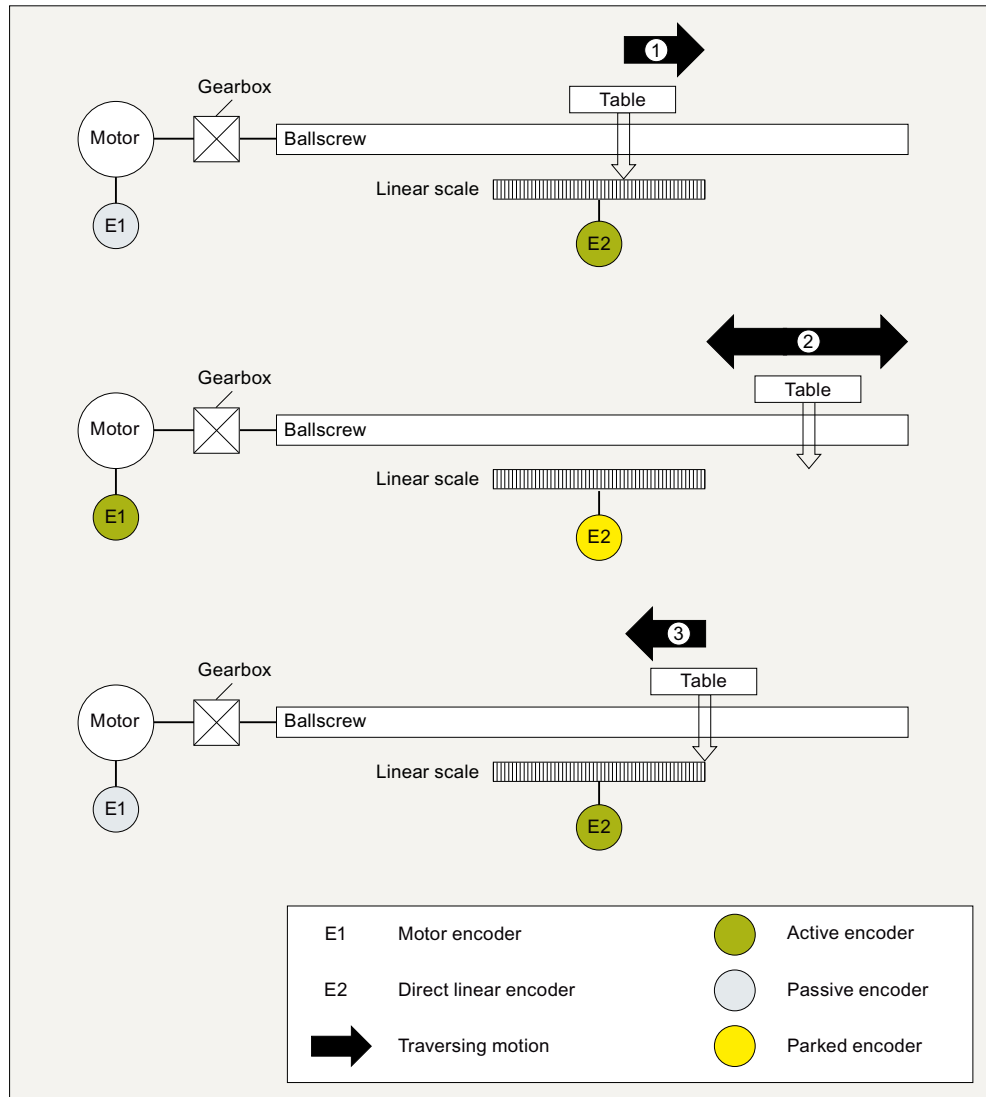 1
Gearbox
Table
Motor
Ballscrew
Linear scale
E1
E2
2
Gearbox
Table
Motor
Ballscrew
Linear scale
E1
E2
3
Gearbox
Table
Motor
Ballscrew
Linear scale
E1
E2
E1 Motor encoder Active encoder
E2 Direct linear encoder Passive encoder
Traversing motion Parked encoder